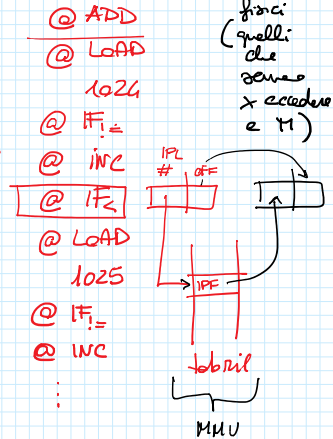 @ ADD
@ LOAD
1024
@ IF!=
@ INC
@ IF<
@ LOAD
1025
@ IF!=
@ INC
⋮
fisici
(quelli
che
servono
x accedere
a M)
IPL
# OFF
IPF
tabril
MMU